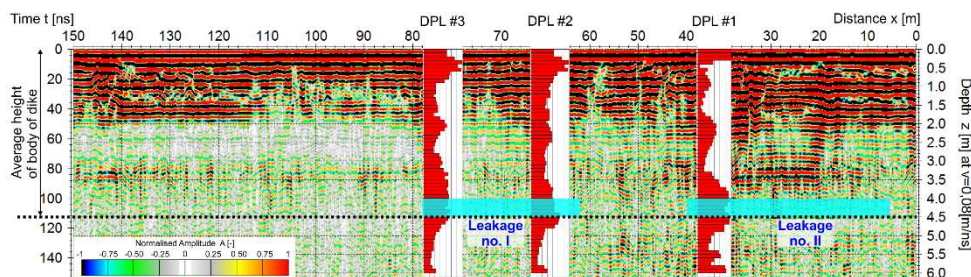 Time t [ns]
DPL #3
DPL #2
DPL #1
Distance x [m]
150 140 130 120 110 100 90 80 70 60 50 40 30 20 10 0
0
20
40
60
80
100
120
140
0.0
0.5
1.0
1.5
2.0
2.5
3.0
3.5
4.0
4.5
5.0
5.5
6.0
Average height
of body of dike
Depth z [m] at v=0.08[m/ns]
Leakage
no. I
Leakage
no. II
Normalised Amplitude A [-]
-1 -0.75 -0.50 -0.25 0 0.25 0.50 0.75 1